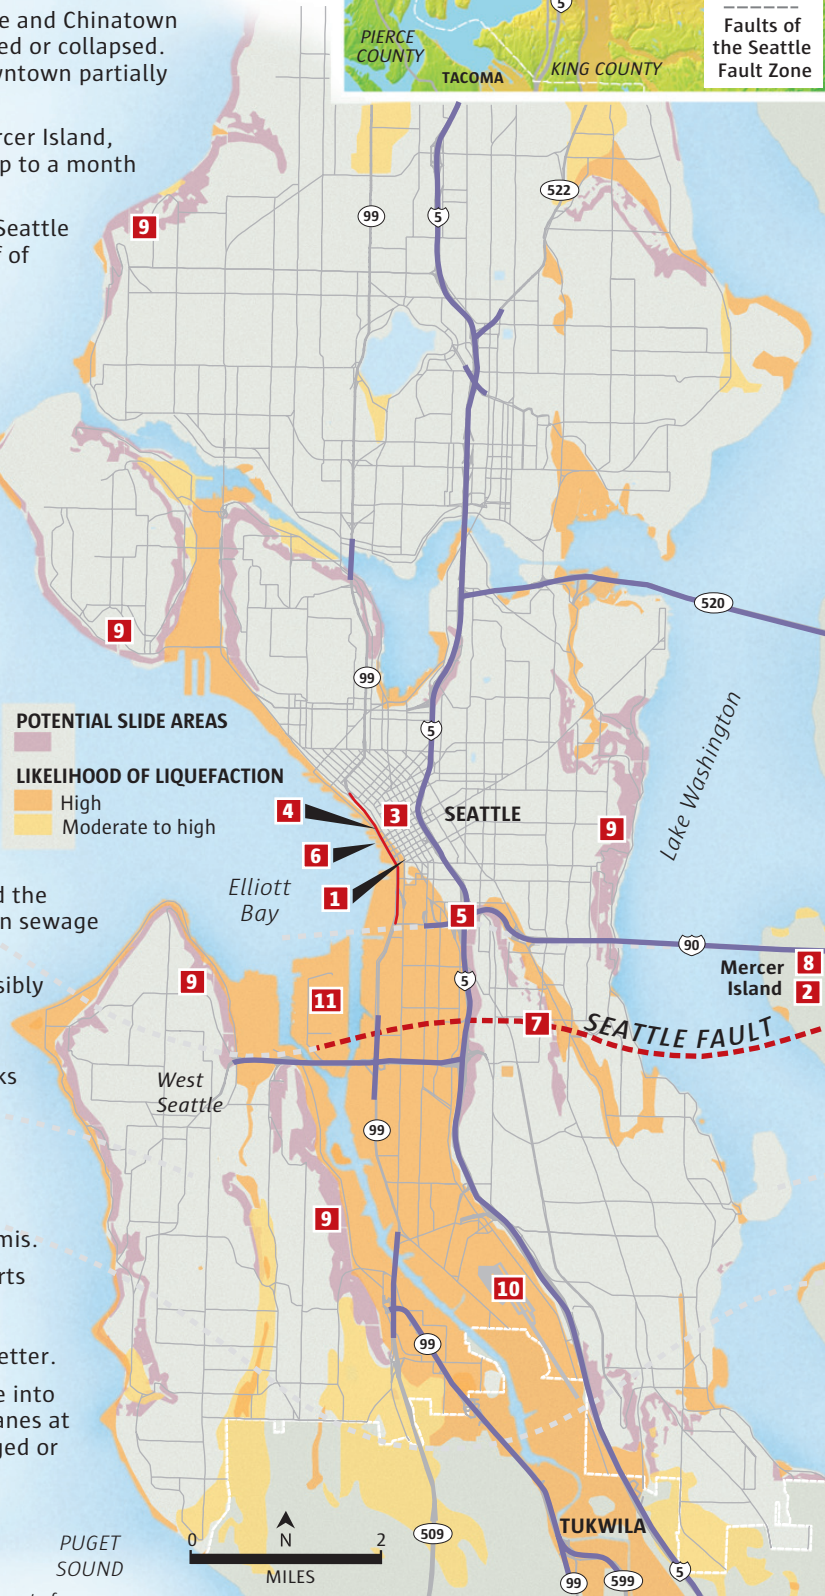 e and Chinatown
ed or collapsed.
wntown partially
rcer Island,
p to a month
Seattle
f of
PIERCE
COUNTY
TACOMA
KING COUNTY
5
Faults of
the Seattle
Fault Zone
522
99
5
9
520
9
99
5
POTENTIAL SLIDE AREAS
LIKELIHOOD OF LIQUEFACTION
High
Moderate to high
Lake Washington
4
3
SEATTLE
9
6
1
Elliott
Bay
d the
n sewage
5
90
Mercer
Island
8
2
sibly
9
11
5
7
SEATTLE FAULT
ks
West
Seattle
99
9
mis.
rts
10
99
etter.
e into
anes at
ged or
PUGET
SOUND
0
N
2
MILES
509
TUKWILA
99
599
5